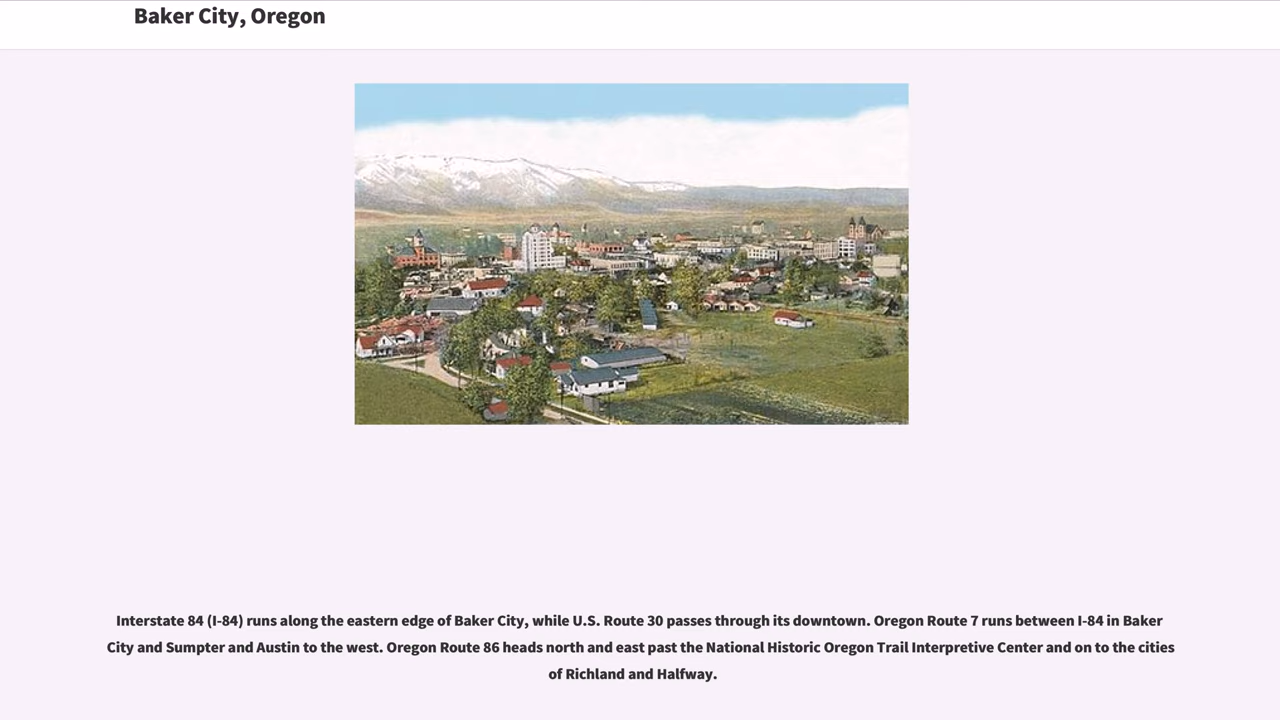 Baker City, Oregon
Interstate 84 (I-84) runs along the eastern edge of Baker City, while U.S. Route 30 passes through its downtown. Oregon Route 7 runs between I-84 in Baker
City and Sumpter and Austin to the west. Oregon Route 86 heads north and east past the National Historic Oregon Trail Interpretive Center and on to the cities
of Richland and Halfway.